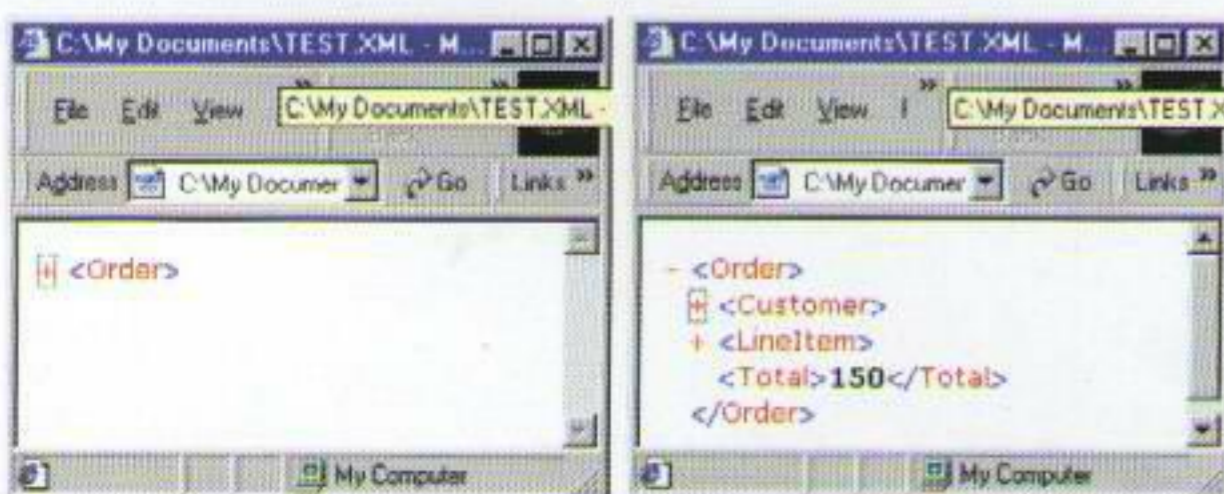 C:\My Documents\TEST.XML - M...
File Edit View
C:\My Documents\TEST.XML -
Address C:\My Documer Go Links »
+ <Order>
My Computer
C:\My Documents\TEST.XML - M...
File Edit View
C:\My Documents\TEST.X
Address C:\My Documer Go Links »
- <Order>
+ <Customer>
+ <LineItem>
<Total>150</Total>
</Order>
My Computer